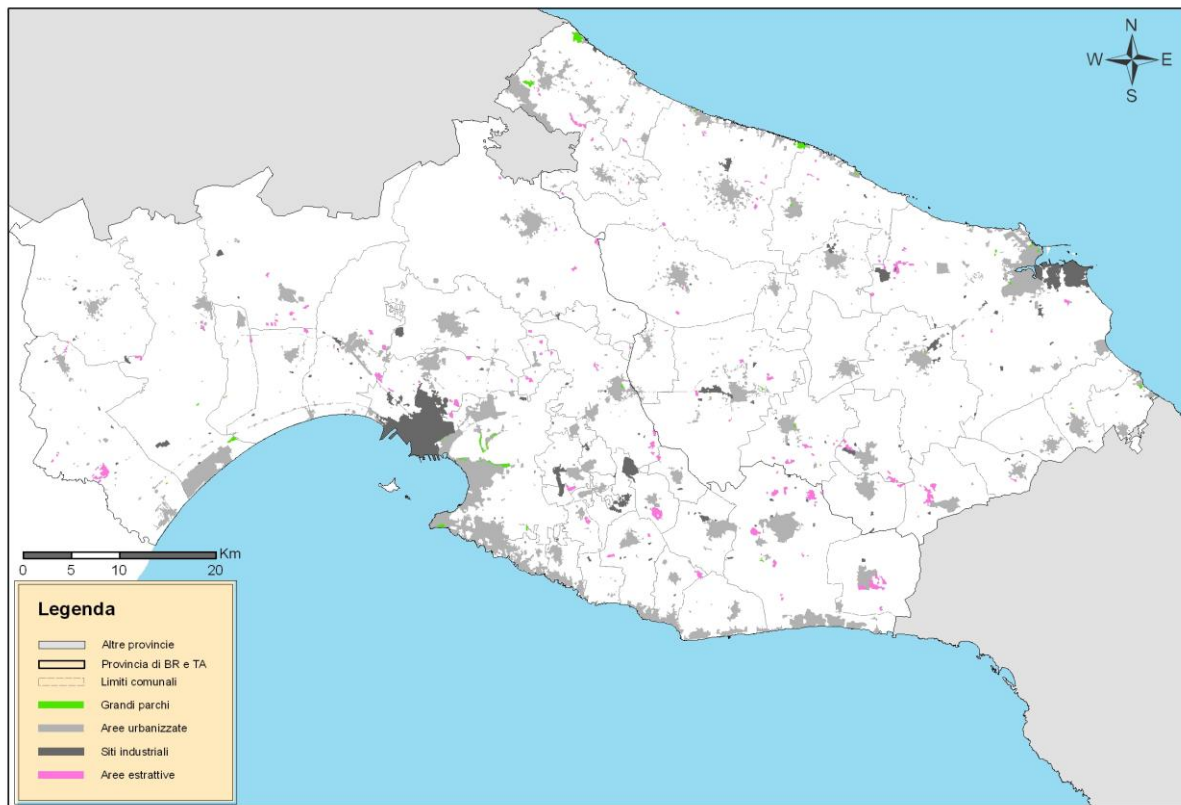 N
W E
S
Km
0 5 10 20
Legenda
Altre provincie
Provincia di BR e TA
Limiti comunali
Grandi parchi
Aree urbanizzate
Siti industriali
Aree estrattive